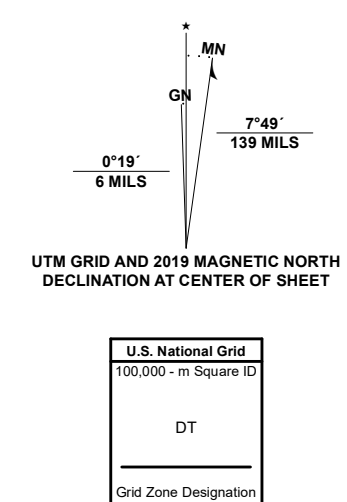 ★
MN
GN
7°49´
139 MILS
0°19´
6 MILS
UTM GRID AND 2019 MAGNETIC NORTH
DECLINATION AT CENTER OF SHEET
U.S. National Grid
100,000 - m Square ID
DT
Grid Zone Designation